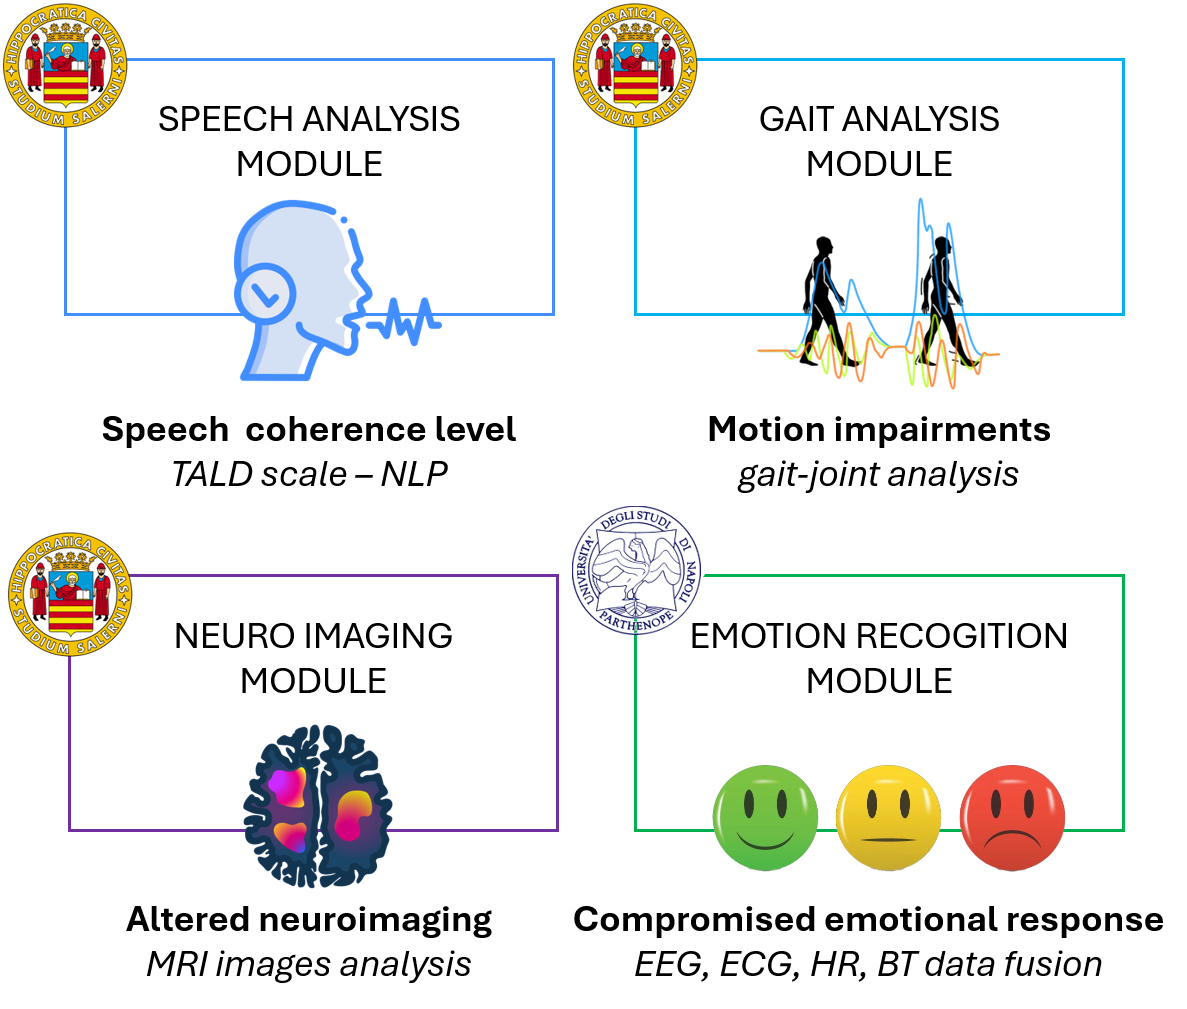 HIPPOCRATICA CIVITAS
STUDIUM SALERNI
SPEECH ANALYSIS
MODULE
Speech  coherence level
TALD scale – NLP
HIPPOCRATICA CIVITAS
STUDIUM SALERNI
GAIT ANALYSIS
MODULE
Motion impairments
gait-joint analysis
HIPPOCRATICA CIVITAS
STUDIUM SALERNI
NEURO IMAGING
MODULE
Altered neuroimaging
MRI images analysis
UNIVERSITA' DEGLI STUDI DI NAPOLI
PARTHENOPE
EMOTION RECOGITION
MODULE
Compromised emotional response
EEG, ECG, HR, BT data fusion